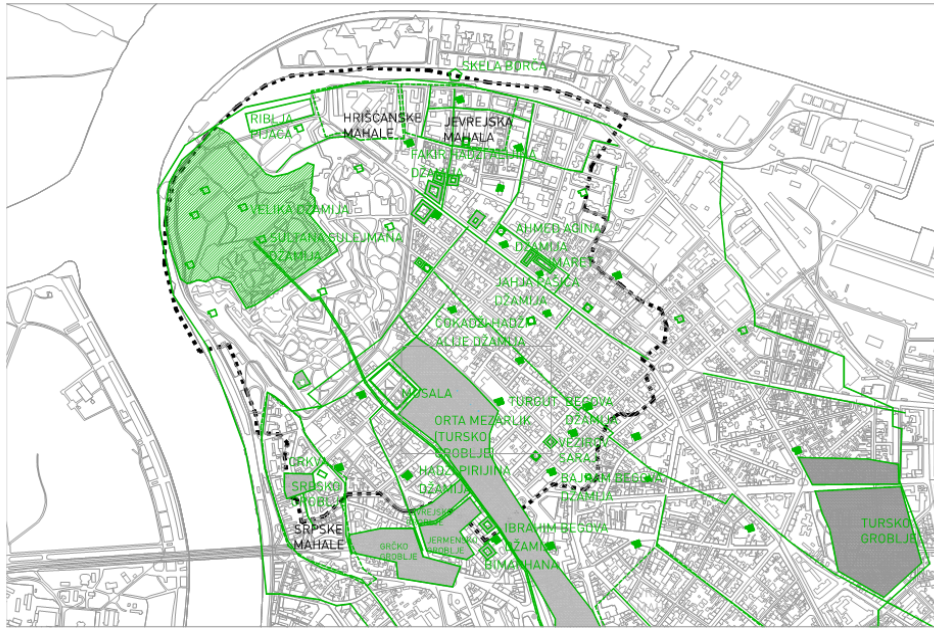 SKELA BORČA
RIBLJA
PIJACA
HRIŠĆANSKE
MAHALE
JEVREJSKA
MAHALA
FAKIR HADŽI ALIJINA
DŽAMIJA
VELIKA DŽAMIJA
SULTANA SULEJMANA
DŽAMIJA
AHMED AGINA
DŽAMIJA
IMARET
JAHJA PAŠIĆA
DŽAMIJA
ČOKADŽI-HADŽI
ALIJE DŽAMIJA
MUSALA
ORTA MEZARLIK
(TURSKO
GROBLJE)
TURGUT BEGOVA
DŽAMIJA
VEZIROV
SARAJ
HADŽI PIRIJINA
DŽAMIJA
BAJRAM BEGOVA
DŽAMIJA
CRKVA
SRPSKO
GROBLJE
SRPSKE
MAHALE
JEVREJSKO
GROBLJE
JERMENSKO
GROBLJE
GRČKO
GROBLJE
IBRAHIM BEGOVA
DŽAMIJA
BIMARHANA
TURSKO
GROBLJE